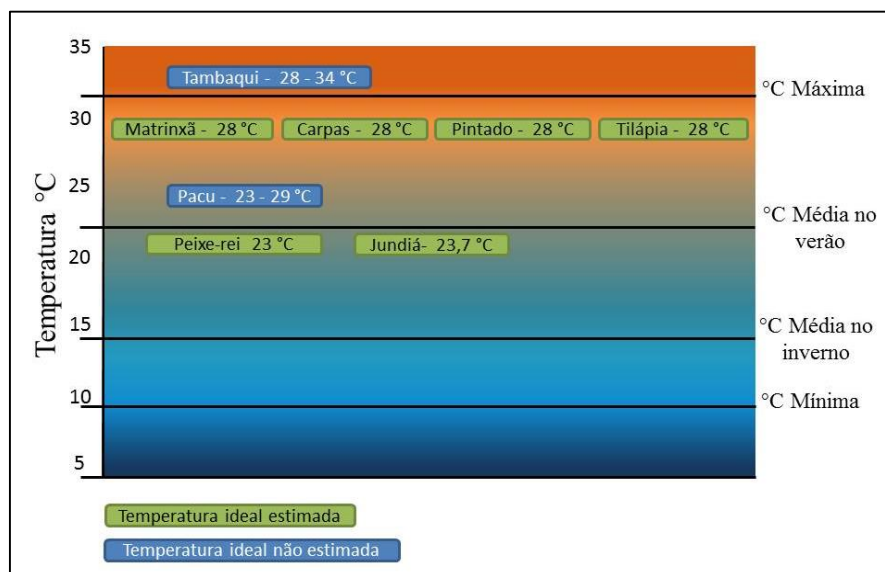 35
Tambaqui - 28 - 34 °C
°C Máxima
30
Matrinxã - 28 °C
Carpas - 28 °C
Pintado - 28 °C
Tilápia - 28 °C
25
Pacu - 23 - 29 °C
°C Média no
verão
Peixe-rei 23 °C
Jundiá- 23,7 °C
20
15
°C Média no
inverno
10
°C Mínima
5
Temperatura °C
Temperatura ideal estimada
Temperatura ideal não estimada